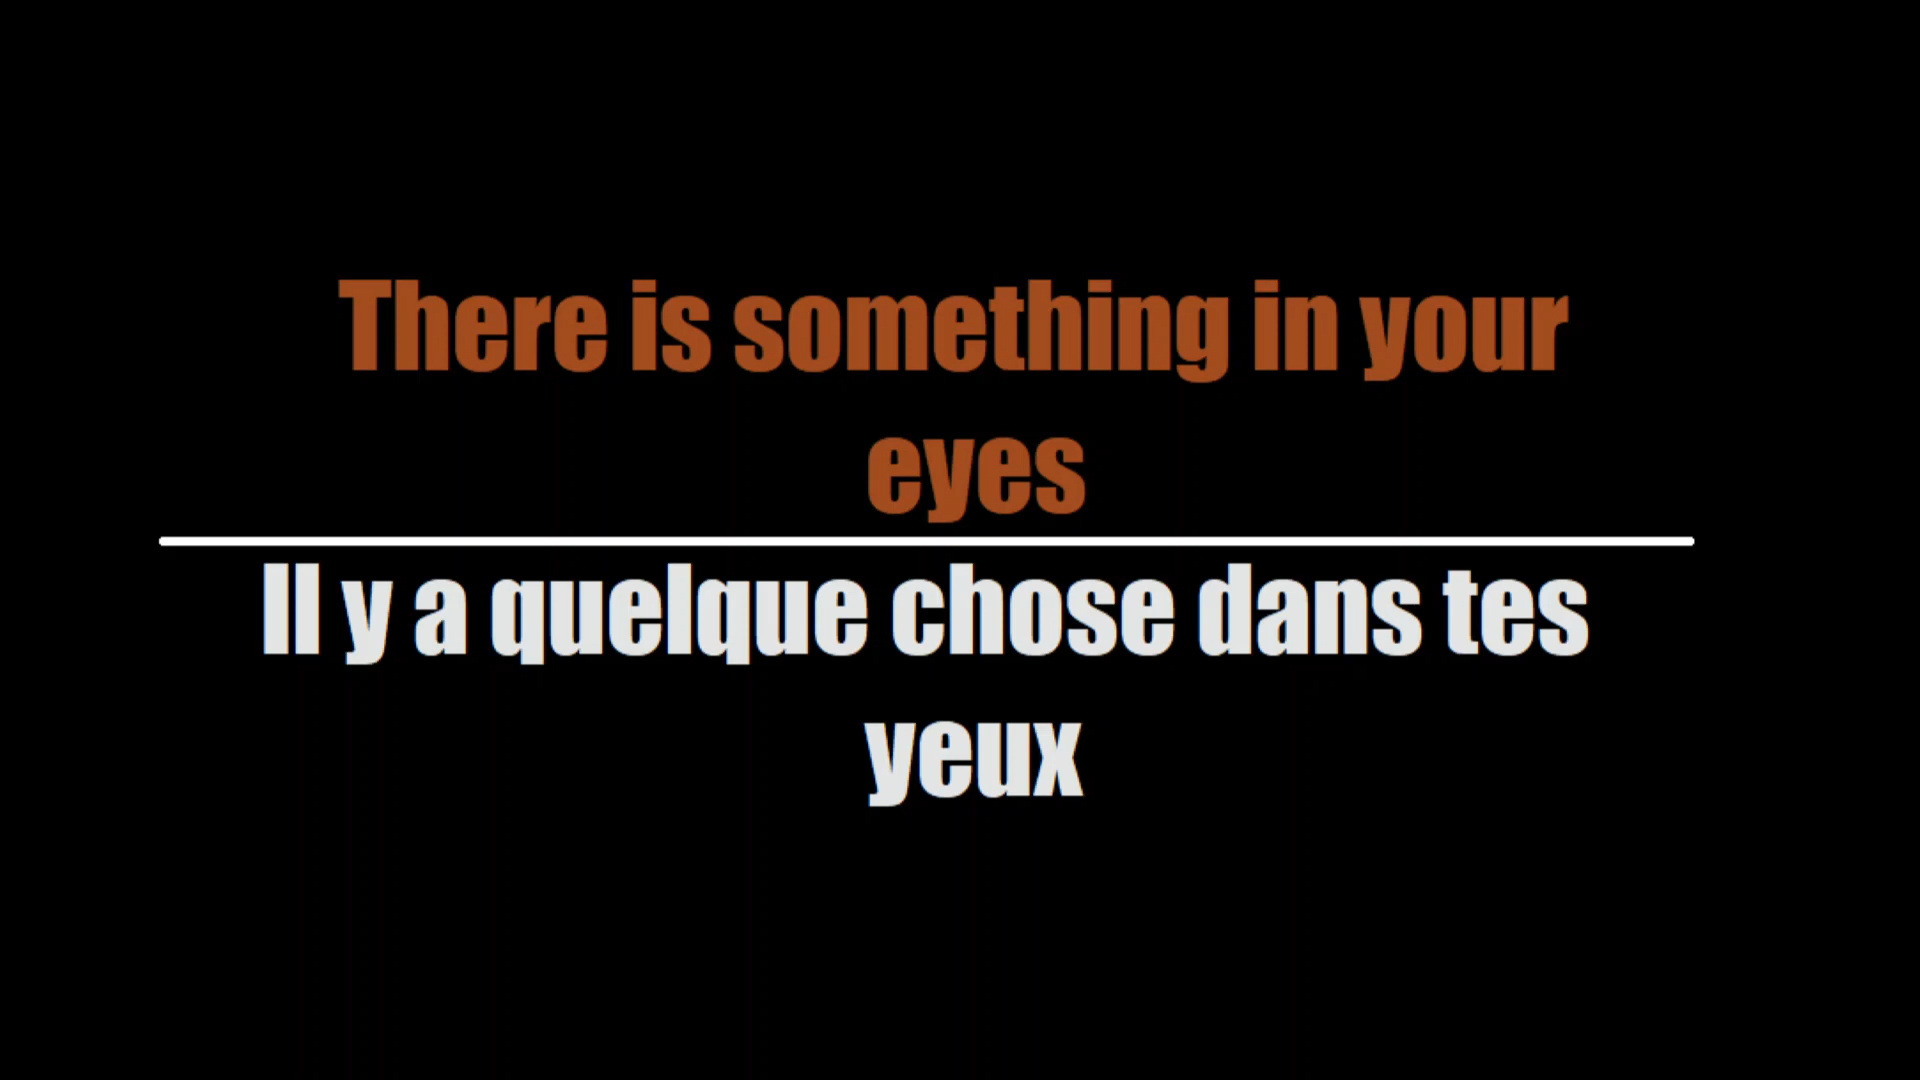 There is something in your
eyes
Il y a quelque chose dans tes
yeux